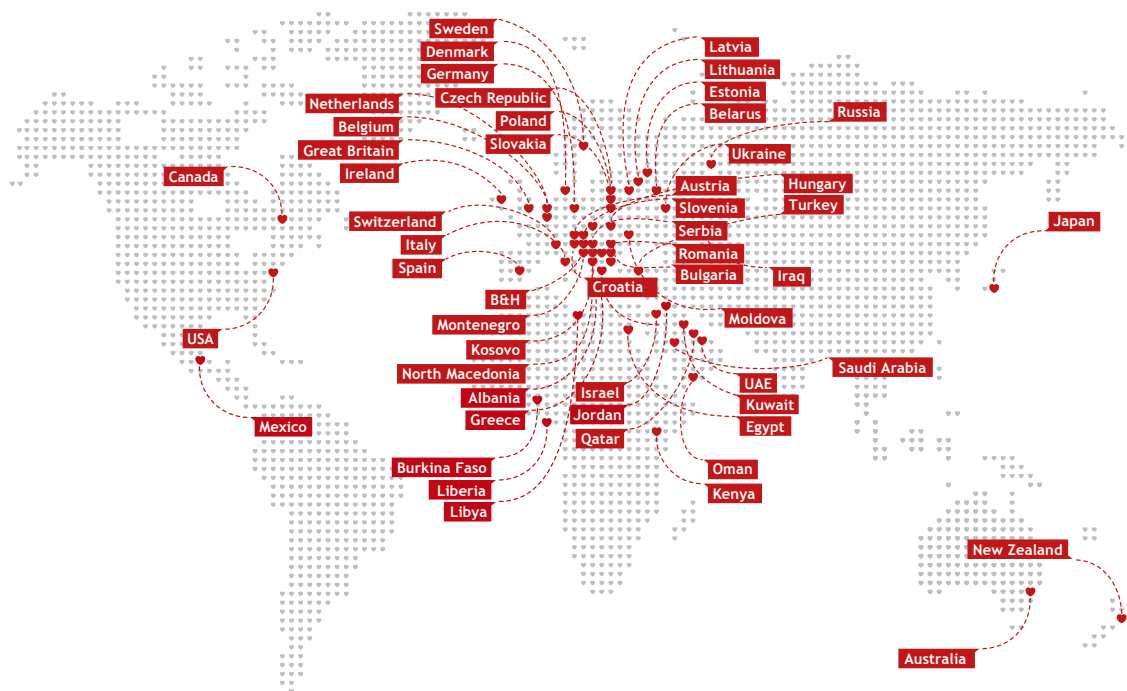 Sweden
Denmark
Germany
Czech Republic
Netherlands
Belgium
Poland
Great Britain
Slovakia
Ireland
Canada
Latvia
Lithuania
Estonia
Belarus
Russia
Ukraine
Austria
Hungary
Slovenia
Turkey
Switzerland
Serbia
Japan
Italy
Romania
Spain
Bulgaria
Iraq
Croatia
B&H
Montenegro
Moldova
USA
Kosovo
North Macedonia
Saudi Arabia
UAE
Israel
Albania
Kuwait
Jordan
Greece
Egypt
Mexico
Qatar
Burkina Faso
Oman
Liberia
Kenya
Libya
New Zealand
Australia